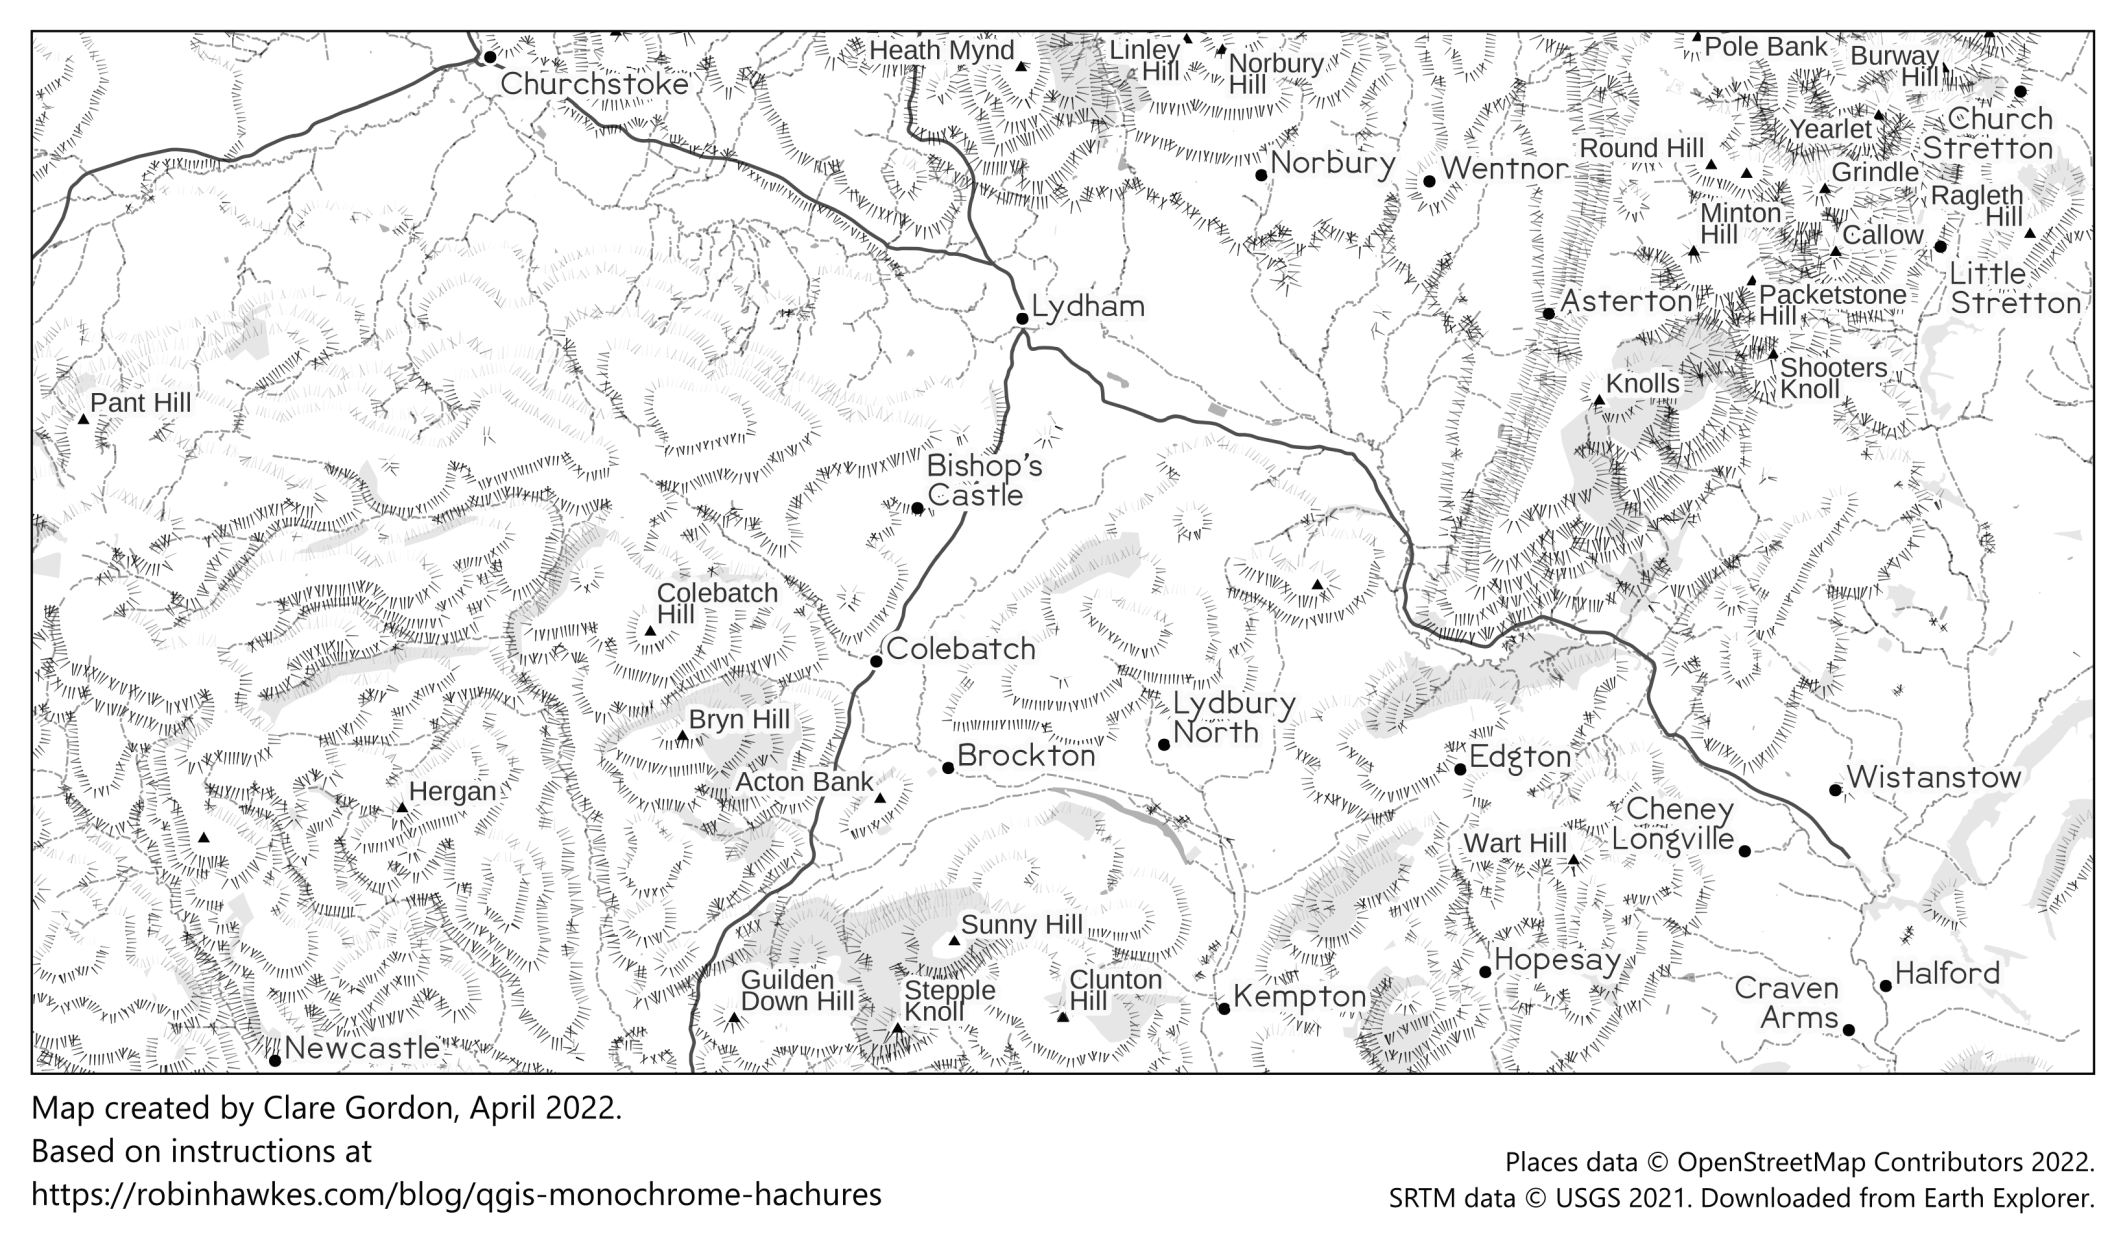 Heath Mynd
Linley
Hill
Norbury
Hill
Pole Bank
Burway
Hill
Churchstoke
Church
Stretton
Yearlet
Round Hill
Norbury
Wentnor
Grindle
Ragleth
Hill
Minton
Hill
Callow
Little
Stretton
Lydham
Asterton
Packetstone
Hill
Shooters
Knoll
Knolls
Pant Hill
Bishop's
Castle
Colebatch
Hill
Colebatch
Lydbury
North
Bryn Hill
Brockton
Edgton
Acton Bank
Hergan
Wistanstow
Cheney
Longville
Wart Hill
Sunny Hill
Guilden
Down Hill
Stepple
Knoll
Clunton
Hill
Hopesay
Kempton
Halford
Craven
Arms
Newcastle
Map created by Clare Gordon, April 2022.
Based on instructions at
https://robinhawkes.com/blog/qgis-monochrome-hachures
Places data © OpenStreetMap Contributors 2022.
SRTM data © USGS 2021. Downloaded from Earth Explorer.